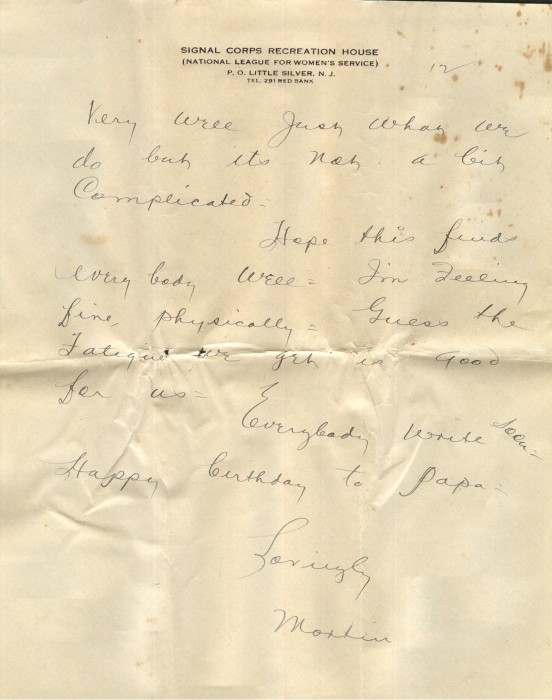 SIGNAL CORPS RECREATION HOUSE
(NATIONAL LEAGUE FOR WOMEN'S SERVICE)
P. O. LITTLE SILVER, N. J.
TEL. 291 RED BANK
12
Very well Just what we
do but its not a bit
Complicated =
Hope this finds
everybody well = I'm Feeling
fine, physically = Guess the
Fatigue we get is good
for us =
Everybody write soon =
Happy birthday to Papa =
Lovingly
Martin